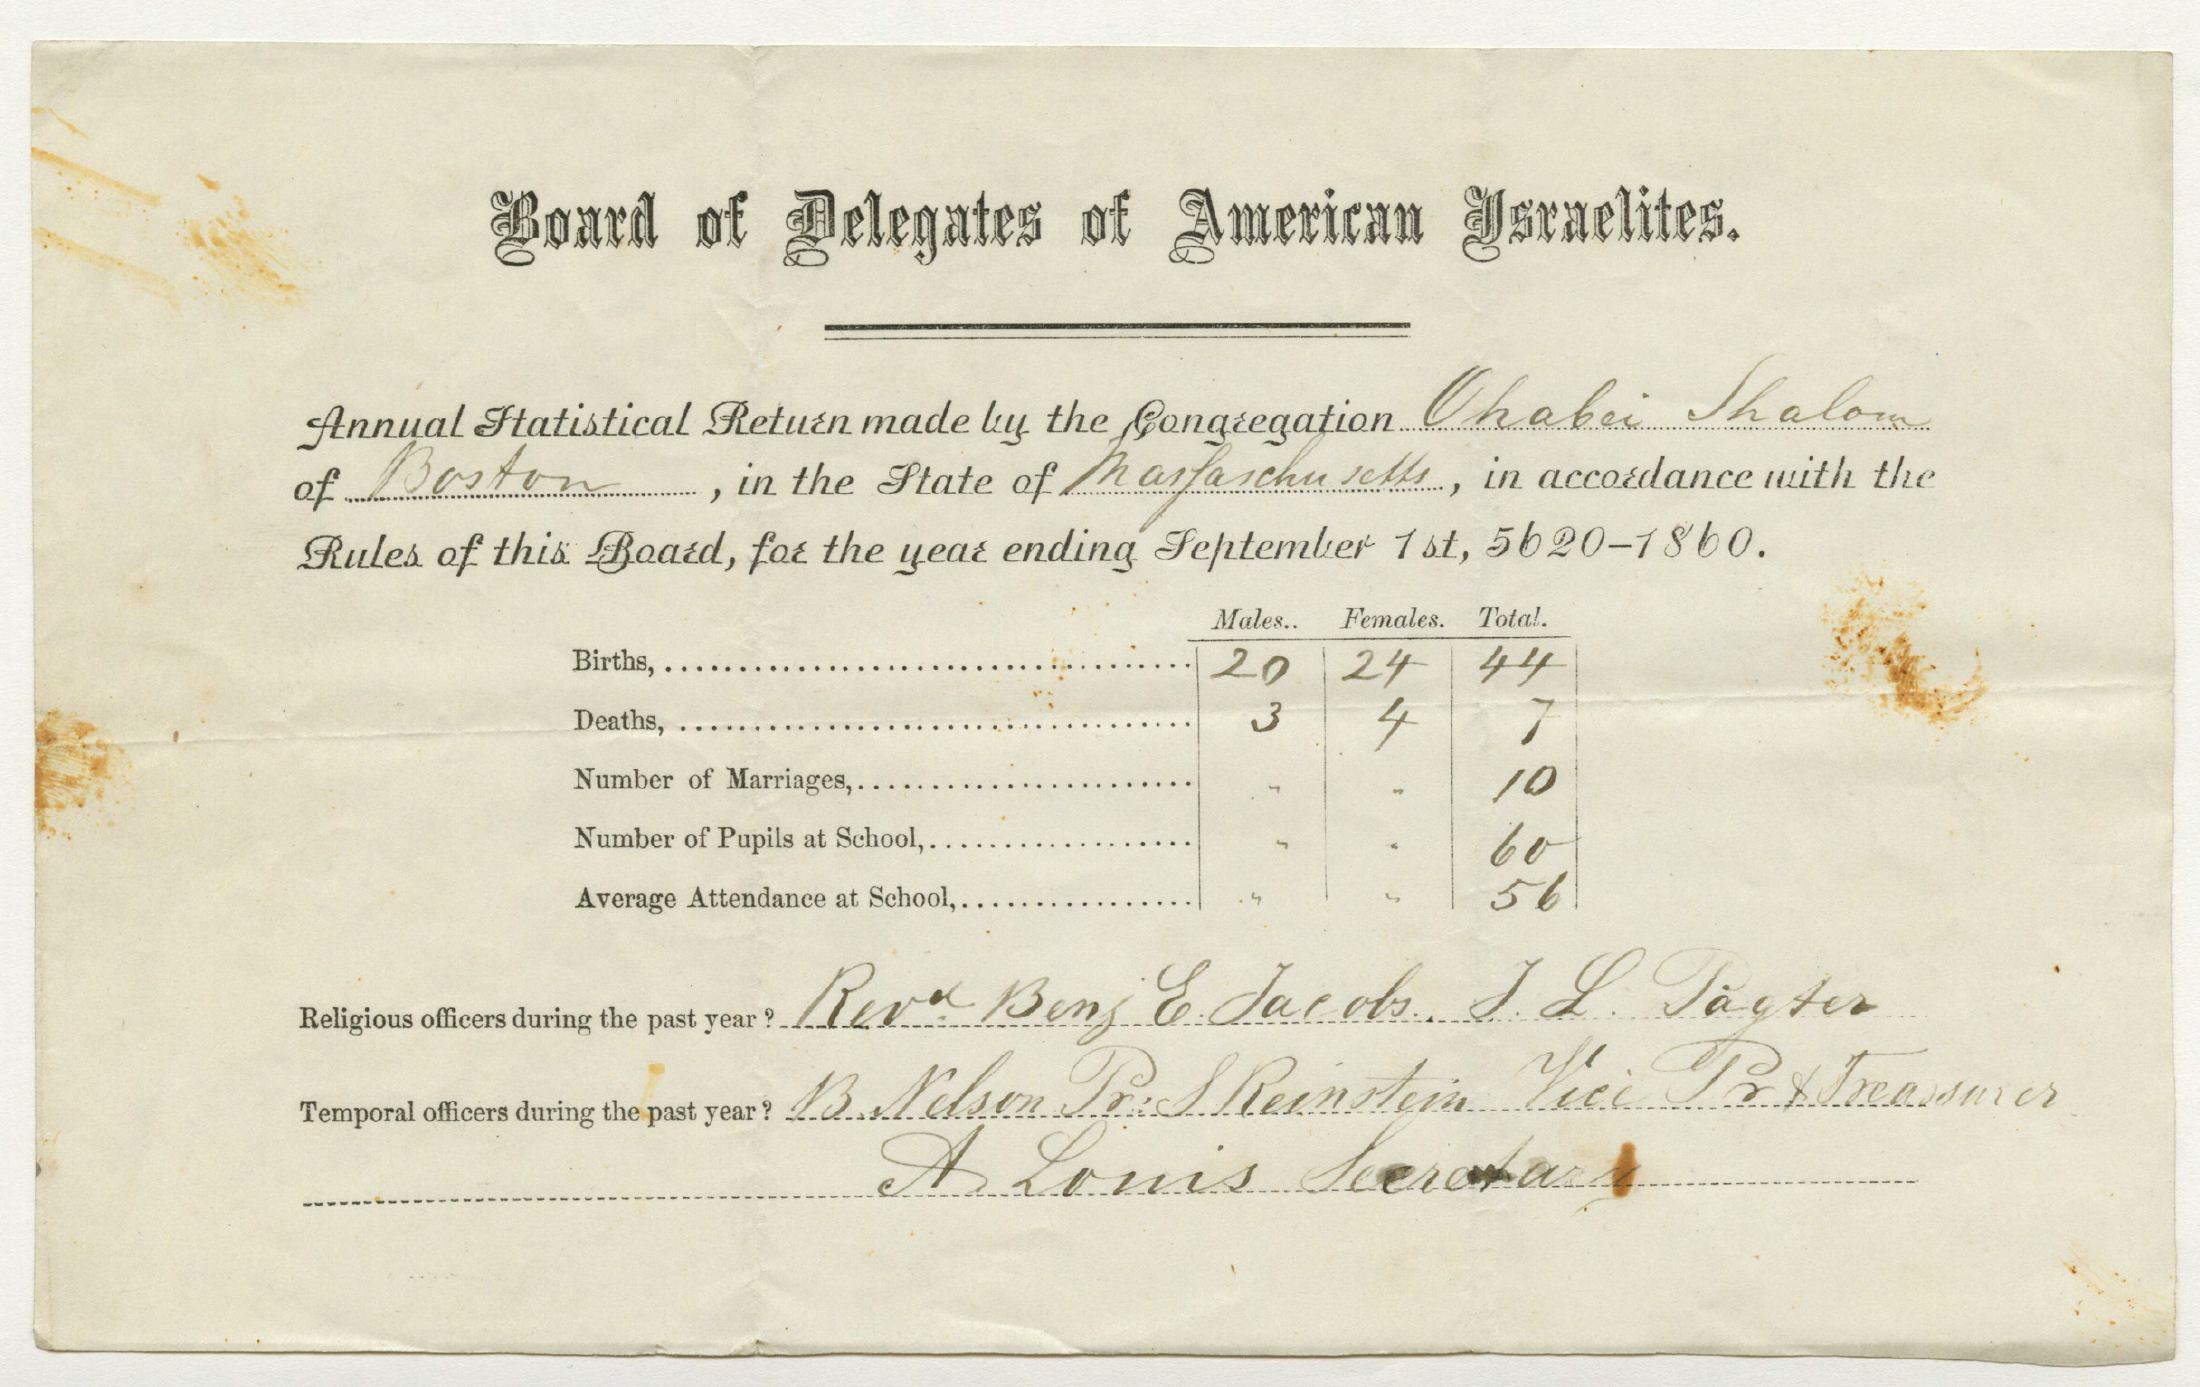 Board of Delegates of American Israelites.
Annual Statistical Return made by the Congregation Ohabei Shalom
of Boston, in the State of Massaschusetts, in accordance with the
Rules of this Board, for the year ending September 1st, 5620–1860.
Males.. Females. Total.
Births, 20 24 44
Deaths, 3 4 7
Number of Marriages, " " 10
Number of Pupils at School, " " 60
Average Attendance at School, " " 56
Religious officers during the past year? Revd. Benj E. Jacobs. J. L. Pägter
Temporal officers during the past year? B. Nelson Pr: S Reinstein Vice Pr & Treassurer
A Louis Secretary